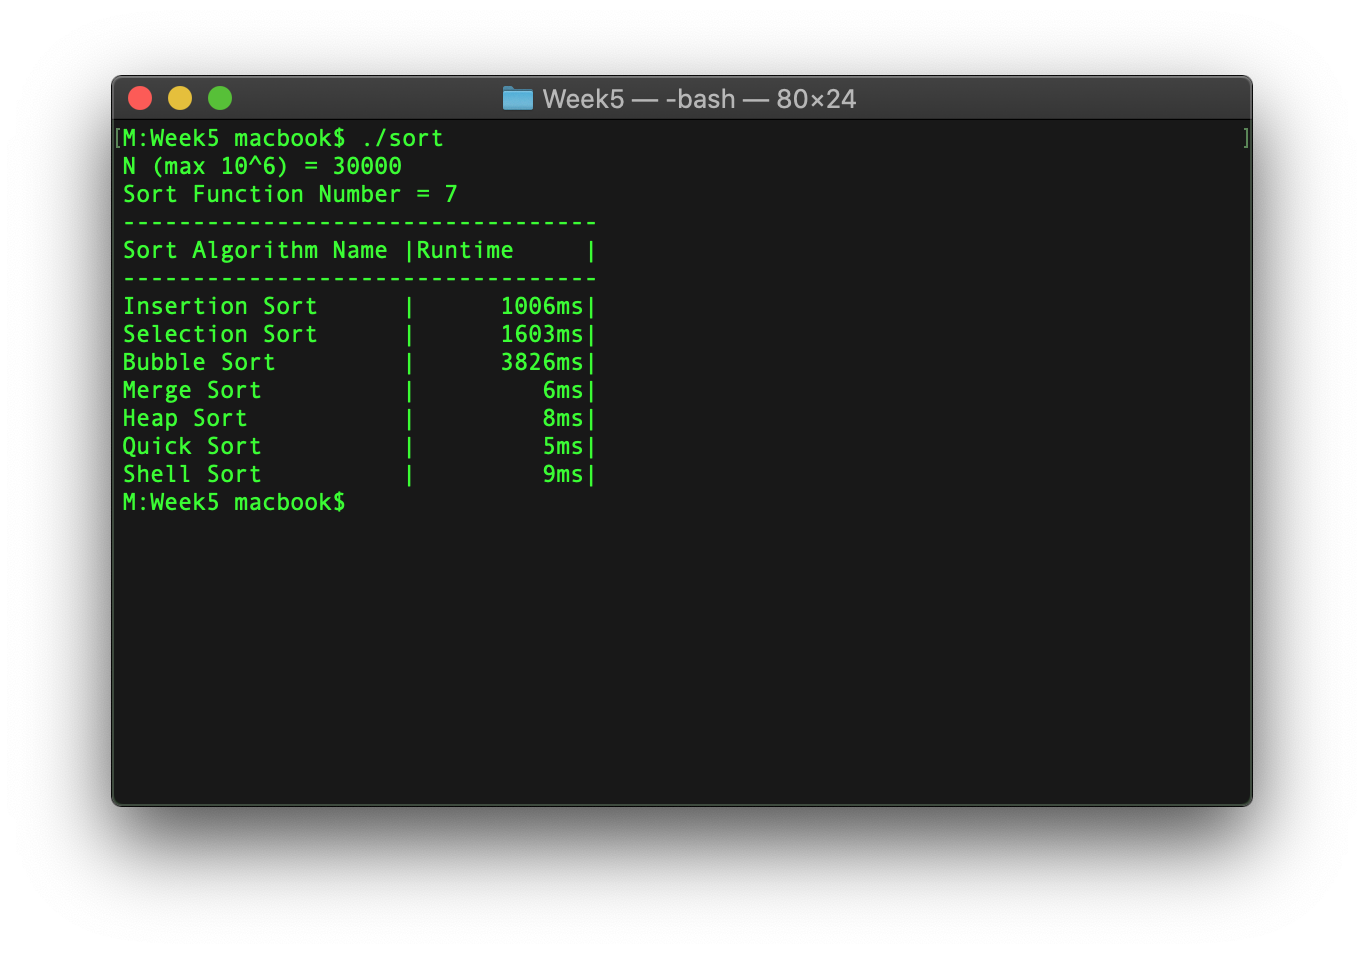 Week5 — -bash — 80×24
[M:Week5 macbook$ ./sort ]
N (max 10^6) = 30000
Sort Function Number = 7
----------------------------------
Sort Algorithm Name |Runtime     |
----------------------------------
Insertion Sort      |      1006ms|
Selection Sort      |      1603ms|
Bubble Sort         |      3826ms|
Merge Sort          |         6ms|
Heap Sort           |         8ms|
Quick Sort          |         5ms|
Shell Sort          |         9ms|
M:Week5 macbook$